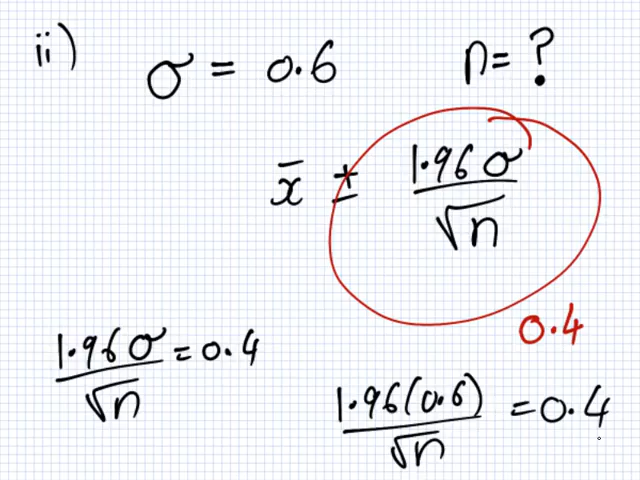 ii) σ = 0.6 n = ?
x̄ ± 1.96σ/√n
0.4
1.96σ/√n = 0.4
1.96(0.6)/√n = 0.4